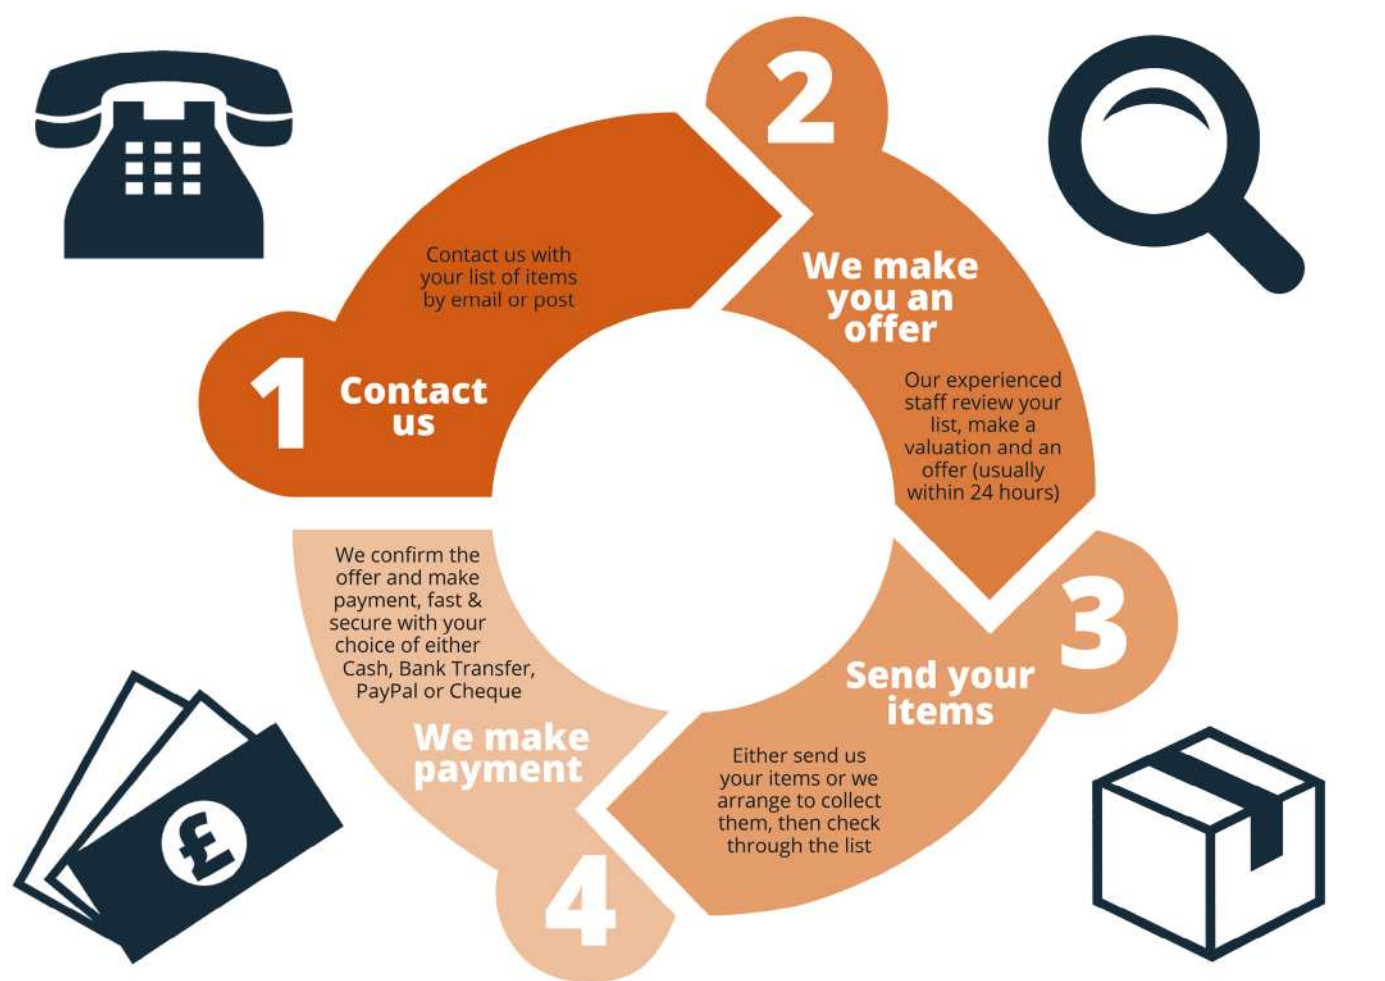 1
Contact
us
Contact us with
your list of items
by email or post
2
We make
you an
offer
Our experienced
staff review your
list, make a
valuation and an
offer (usually
within 24 hours)
3
Send your
items
Either send us
your items or we
arrange to collect
them, then check
through the list
4
We make
payment
We confirm the
offer and make
payment, fast &
secure with your
choice of either
Cash, Bank Transfer,
PayPal or Cheque
£